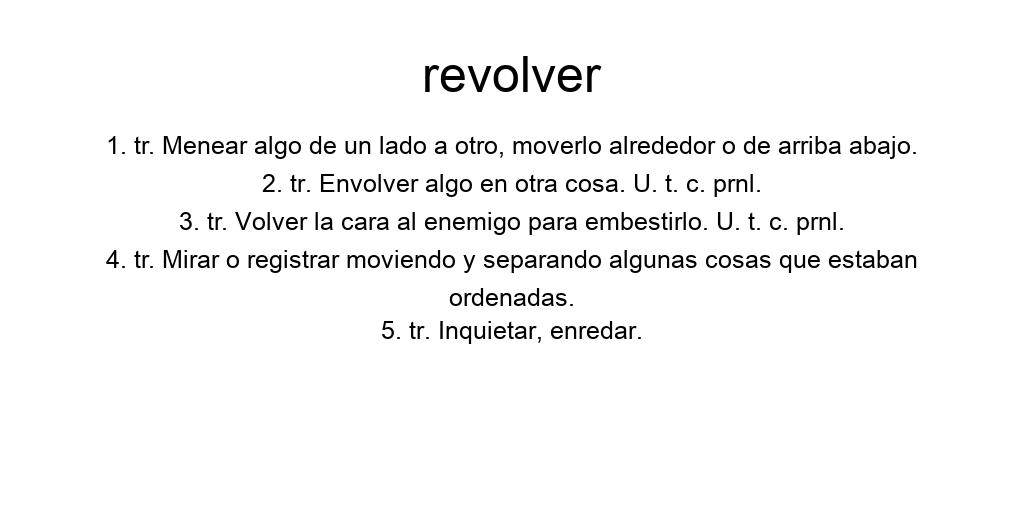 revolver
1. tr. Menear algo de un lado a otro, moverlo alrededor o de arriba abajo.
2. tr. Envolver algo en otra cosa. U. t. c. prnl.
3. tr. Volver la cara al enemigo para embestirlo. U. t. c. prnl.
4. tr. Mirar o registrar moviendo y separando algunas cosas que estaban
ordenadas.
5. tr. Inquietar, enredar.